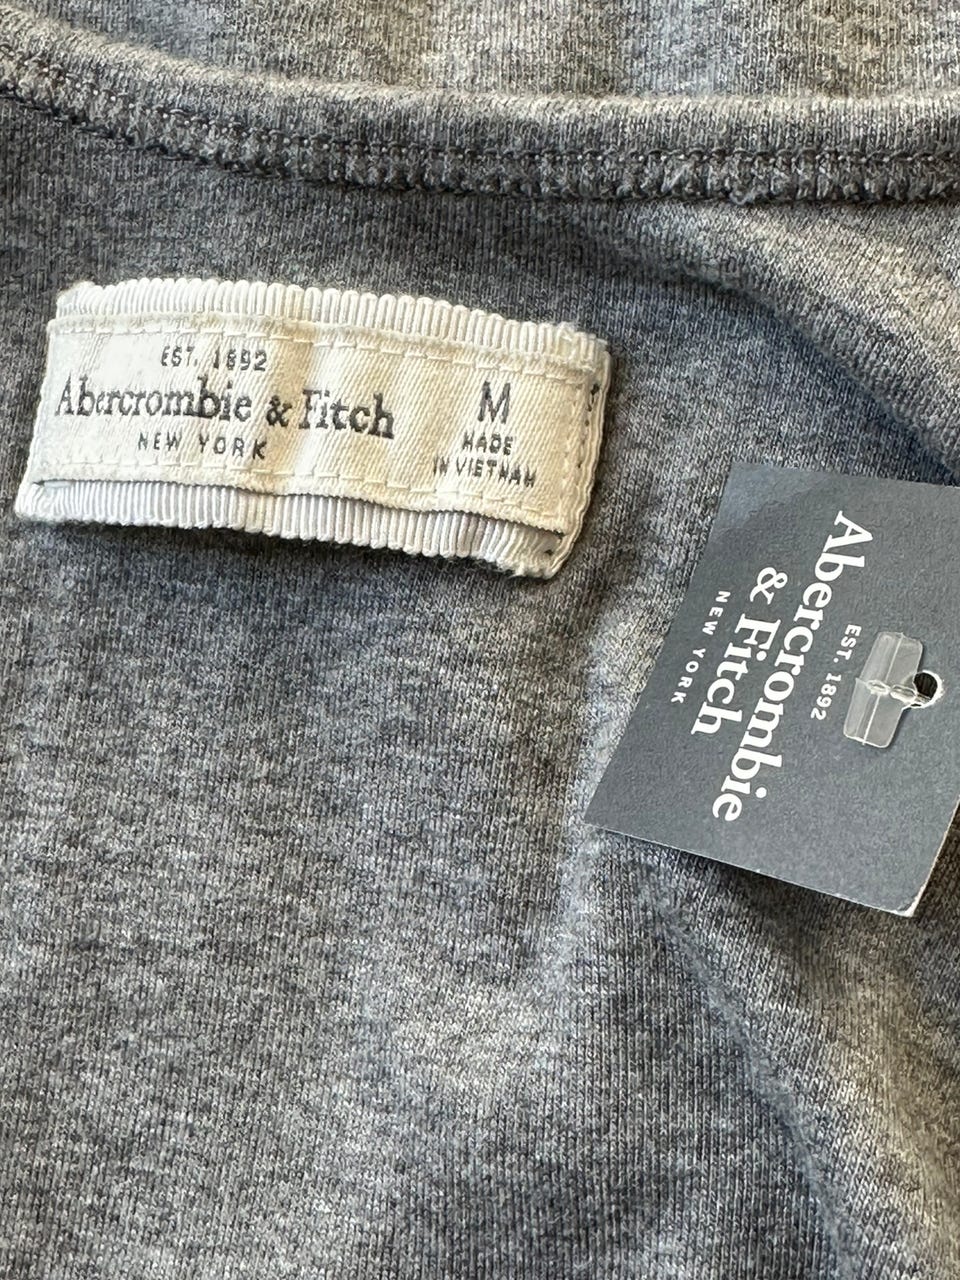 EST. 1892
Abercrombie & Fitch
NEW YORK
M
MADE
IN VIETNAM
EST. 1892
Abercrombie
& Fitch
NEW YORK